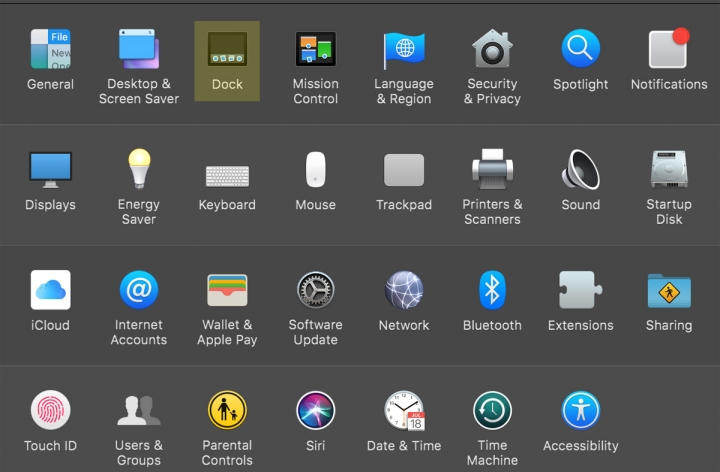 File
New
One
General
Desktop &
Screen Saver
Dock
Mission
Control
Language
& Region
Security
& Privacy
Spotlight
Notifications
Displays
Energy
Saver
Keyboard
Mouse
Trackpad
Printers &
Scanners
Sound
Startup
Disk
iCloud
@
Internet
Accounts
Wallet &
Apple Pay
Software
Update
Network
Bluetooth
Extensions
Sharing
Touch ID
Users &
Groups
Parental
Controls
Siri
JUL
18
Date & Time
Time
Machine
Accessibility